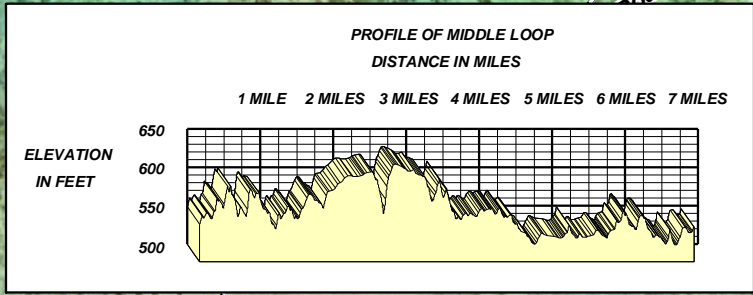 PROFILE OF MIDDLE LOOP
DISTANCE IN MILES
1 MILE 2 MILES 3 MILES 4 MILES 5 MILES 6 MILES 7 MILES
650
ELEVATION 600
IN FEET
550
500